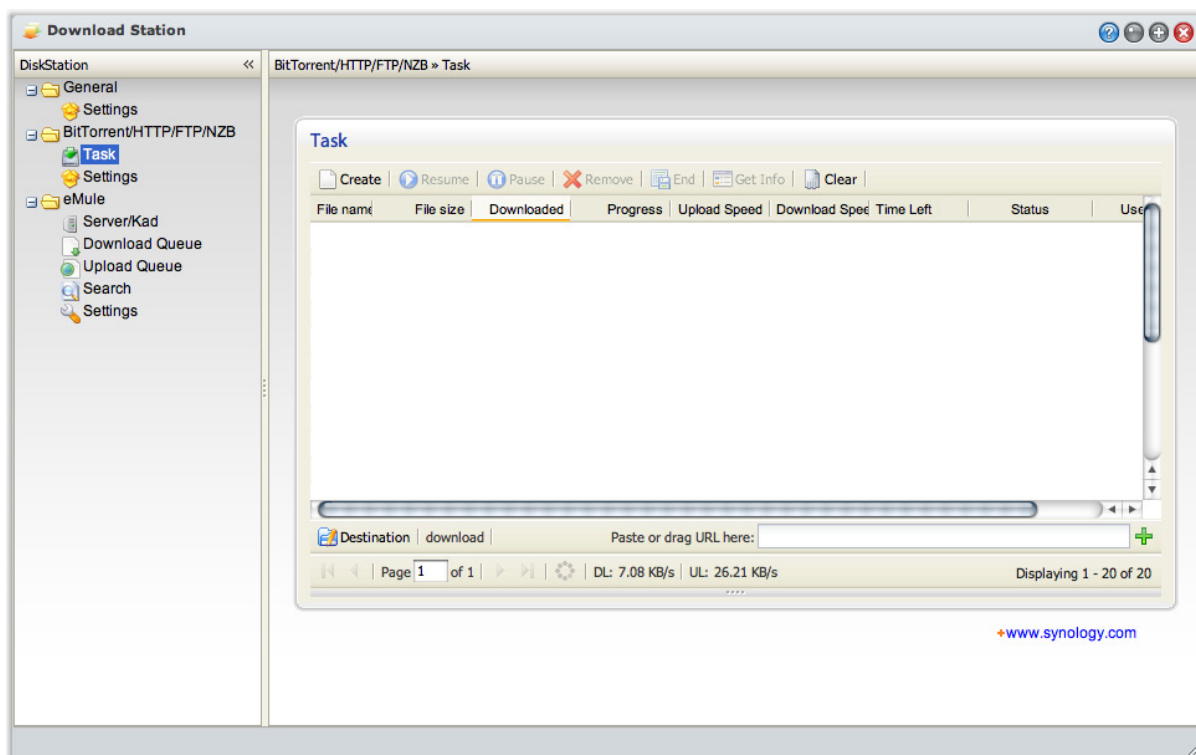 Download Station
DiskStation «
BitTorrent/HTTP/FTP/NZB » Task
General
Settings
BitTorrent/HTTP/FTP/NZB
Task
Settings
eMule
Server/Kad
Download Queue
Upload Queue
Search
Settings
Task
Create Resume Pause Remove End Get Info Clear
File name File size Downloaded Progress Upload Speed Download Spee Time Left Status Use
Destination download Paste or drag URL here:
Page 1 of 1 DL: 7.08 KB/s UL: 26.21 KB/s Displaying 1 - 20 of 20
+www.synology.com